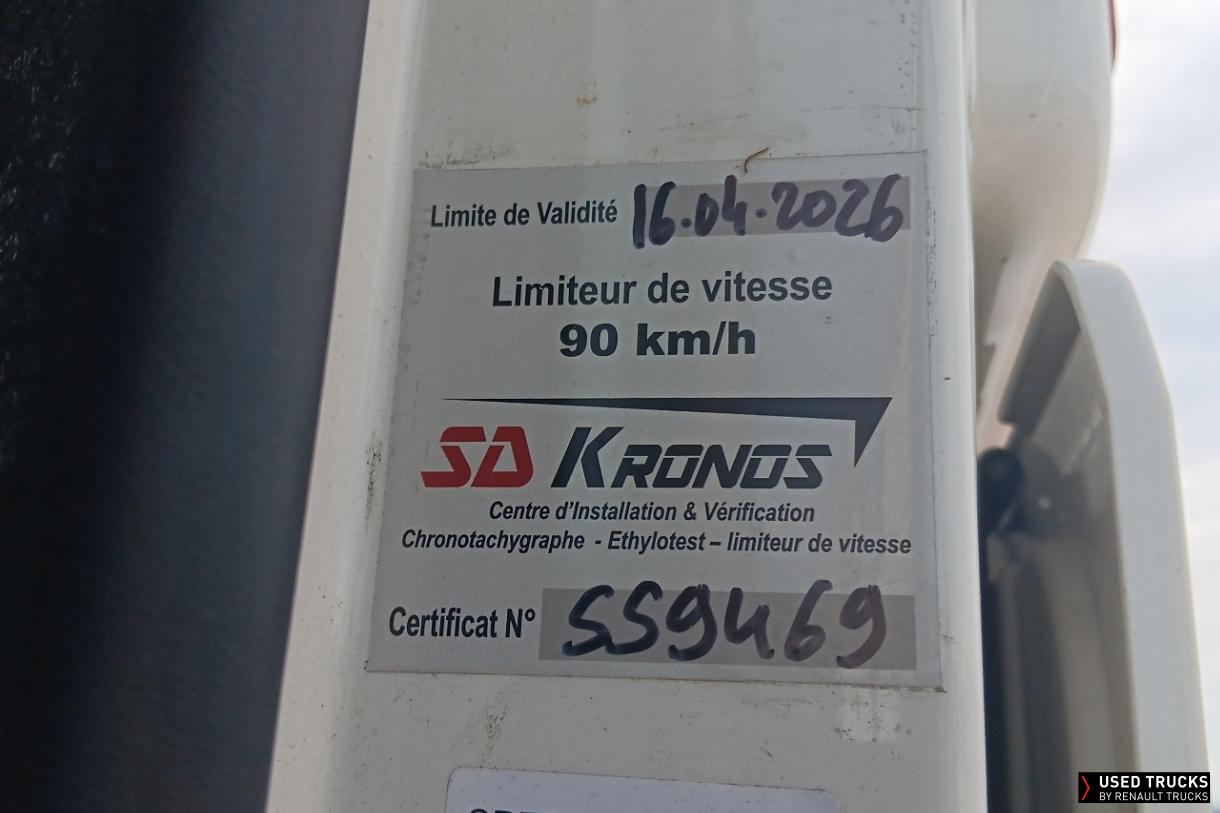 Limite de Validité 16.04.2026
Limiteur de vitesse
90 km/h
SD KRONOS
Centre d'Installation & Vérification
Chronotachygraphe - Ethylotest – limiteur de vitesse
Certificat N° 559469
USED TRUCKS
BY RENAULT TRUCKS